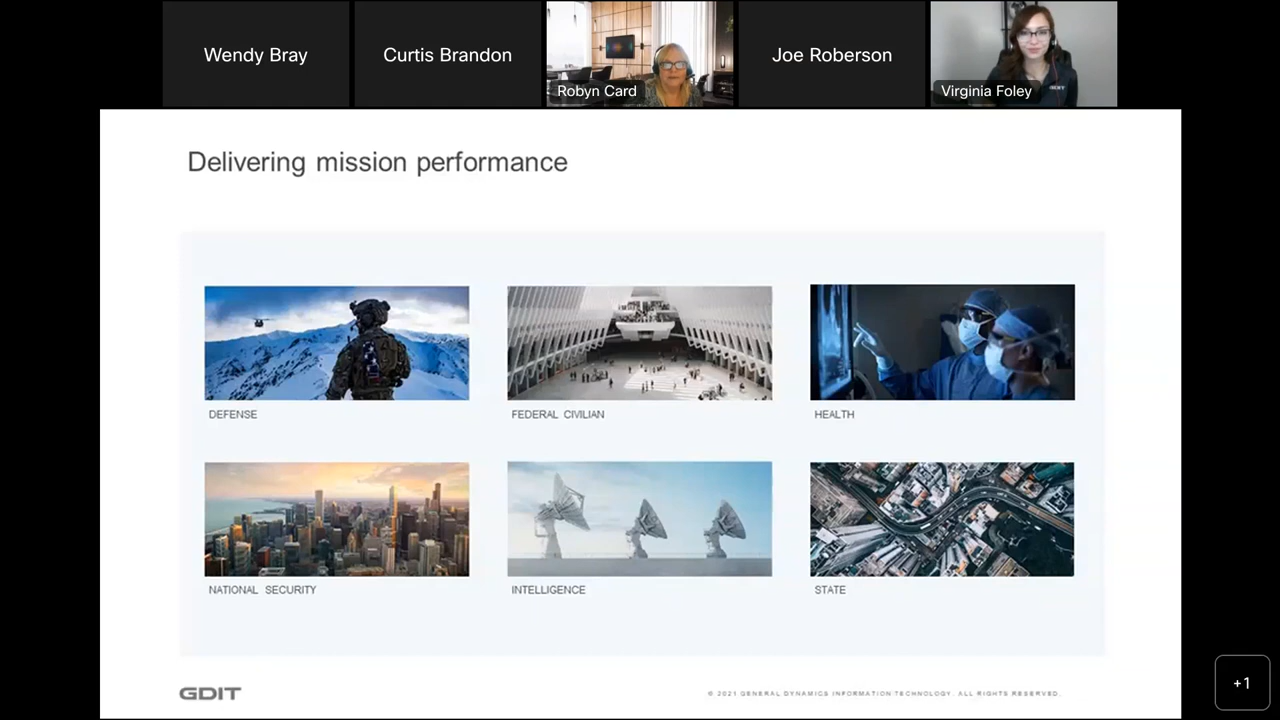 Wendy Bray
Curtis Brandon
Robyn Card
Joe Roberson
Virginia Foley
Delivering mission performance
DEFENSE
FEDERAL CIVILIAN
HEALTH
NATIONAL SECURITY
INTELLIGENCE
STATE
GDIT
© 2021 GENERAL DYNAMICS INFORMATION TECHNOLOGY. ALL RIGHTS RESERVED.
+1